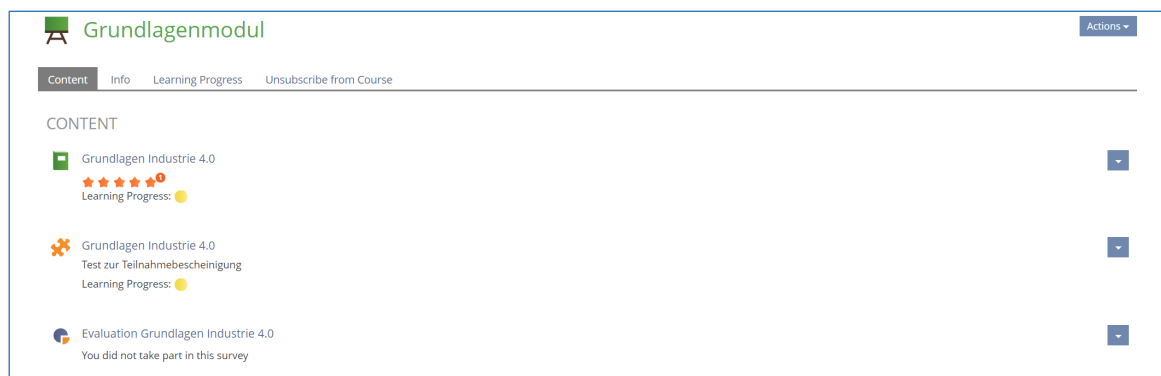 Grundlagenmodul
Actions
Content Info Learning Progress Unsubscribe from Course
CONTENT
Grundlagen Industrie 4.0
1
Learning Progress:
Grundlagen Industrie 4.0
Test zur Teilnahmebescheinigung
Learning Progress:
Evaluation Grundlagen Industrie 4.0
You did not take part in this survey